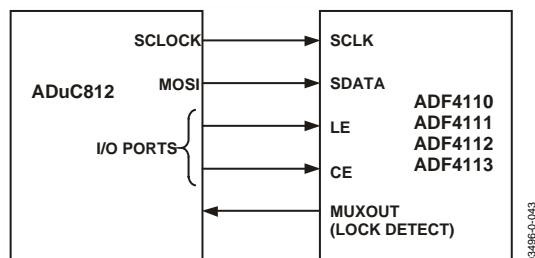 ADuC812
SCLOCK
MOSI
I/O PORTS
SCLK
SDATA
LE
CE
MUXOUT
(LOCK DETECT)
ADF4110
ADF4111
ADF4112
ADF4113
03496-0-043